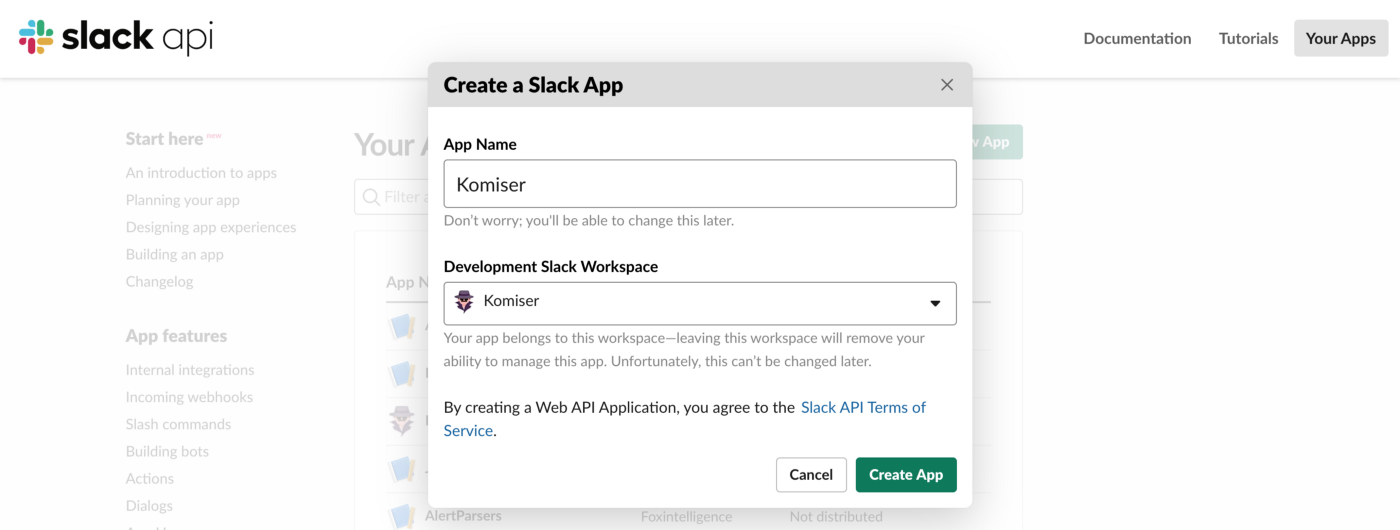 slack api
Documentation
Tutorials
Your Apps
Create a Slack App
App Name
Komiser
Don't worry; you'll be able to change this later.
Development Slack Workspace
Komiser
Your app belongs to this workspace—leaving this workspace will remove your
ability to manage this app. Unfortunately, this can't be changed later.
By creating a Web API Application, you agree to the Slack API Terms of
Service.
Cancel
Create App
Start here new
An introduction to apps
Planning your app
Designing app experiences
Building an app
Changelog
App features
Internal integrations
Incoming webhooks
Slash commands
Building bots
Actions
Dialogs
Your
App
Filter
App
AlertParsers
Foxintelligence
Not distributed